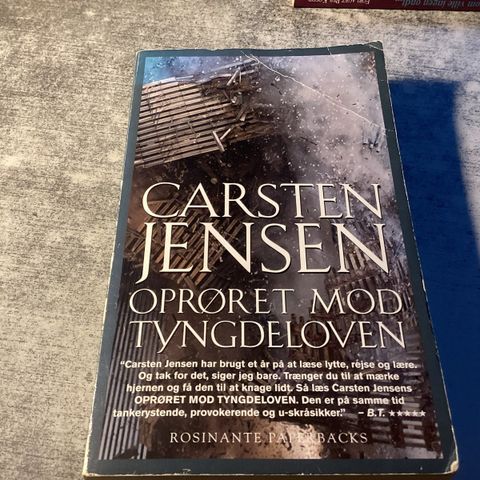 CARSTEN
JENSEN
OPRØRET MOD
TYNGDELOVEN
"Carsten Jensen har brugt et år på at læse lytte, rejse og lære.
Og tak for det, siger jeg bare. Trænger du til at mærke
hjernen og få den til at knage lidt. Så læs Carsten Jensens
OPRØRET MOD TYNGDELOVEN. Den er på samme tid
tankerystende, provokerende og u-skråsikker." – B.T. ★★★★★
ROSINANTE PAPERBACKS